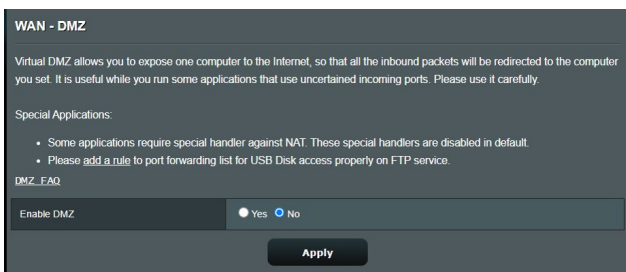 WAN - DMZ
Virtual DMZ allows you to expose one computer to the Internet, so that all the inbound packets will be redirected to the computer
you set. It is useful while you run some applications that use uncertained incoming ports. Please use it carefully.
Special Applications:
• Some applications require special handler against NAT. These special handlers are disabled in default.
• Please add a rule to port forwarding list for USB Disk access properly on FTP service.
DMZ FAQ
Enable DMZ Yes No
Apply